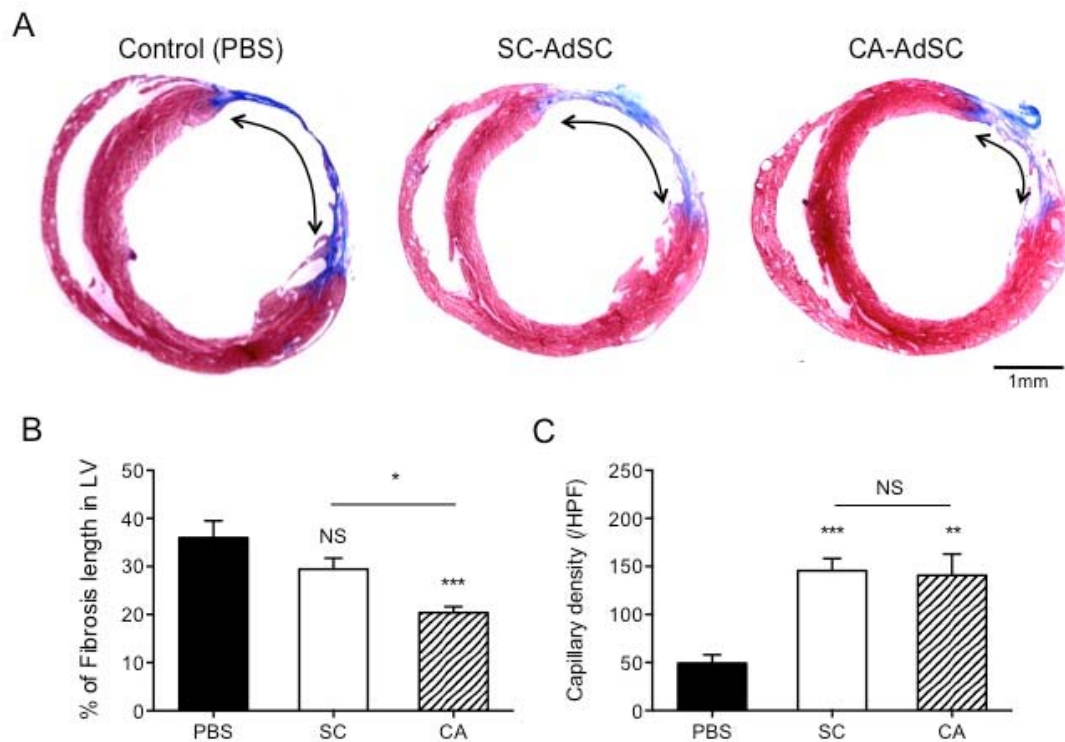 A
Control (PBS)
SC-AdSC
CA-AdSC
1mm
B
% of Fibrosis length in LV
50
40
30
20
10
0
NS
*
***
PBS
SC
CA
C
Capillary density (/HPF)
250
200
150
100
50
0
NS
***
**
PBS
SC
CA